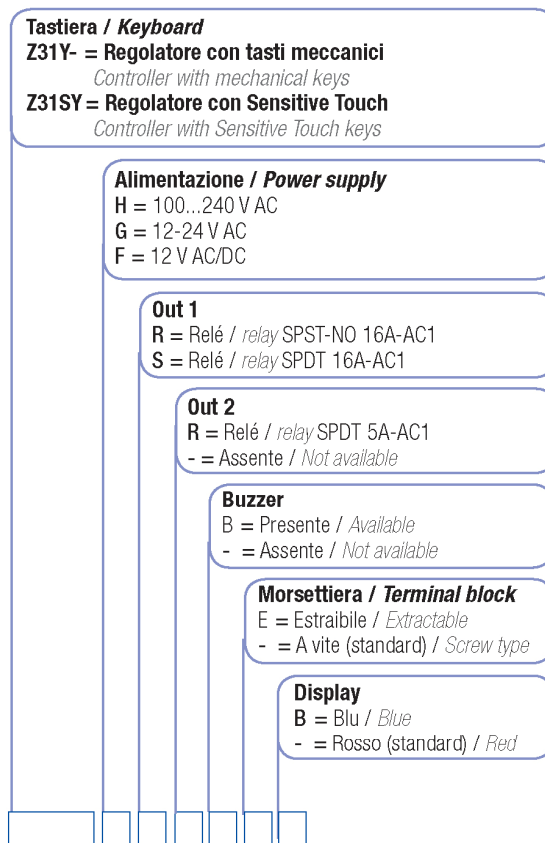 Tastiera / Keyboard
Z31Y- = Regolatore con tasti meccanici
Controller with mechanical keys
Z31SY = Regolatore con Sensitive Touch
Controller with Sensitive Touch keys
Alimentazione / Power supply
H = 100...240 V AC
G = 12-24 V AC
F = 12 V AC/DC
Out 1
R = Relé / relay SPST-NO 16A-AC1
S = Relé / relay SPDT 16A-AC1
Out 2
R = Relé / relay SPDT 5A-AC1
- = Assente / Not available
Buzzer
B = Presente / Available
- = Assente / Not available
Morsettiera / Terminal block
E = Estraibile / Extractable
- = A vite (standard) / Screw type
Display
B = Blu / Blue
- = Rosso (standard) / Red